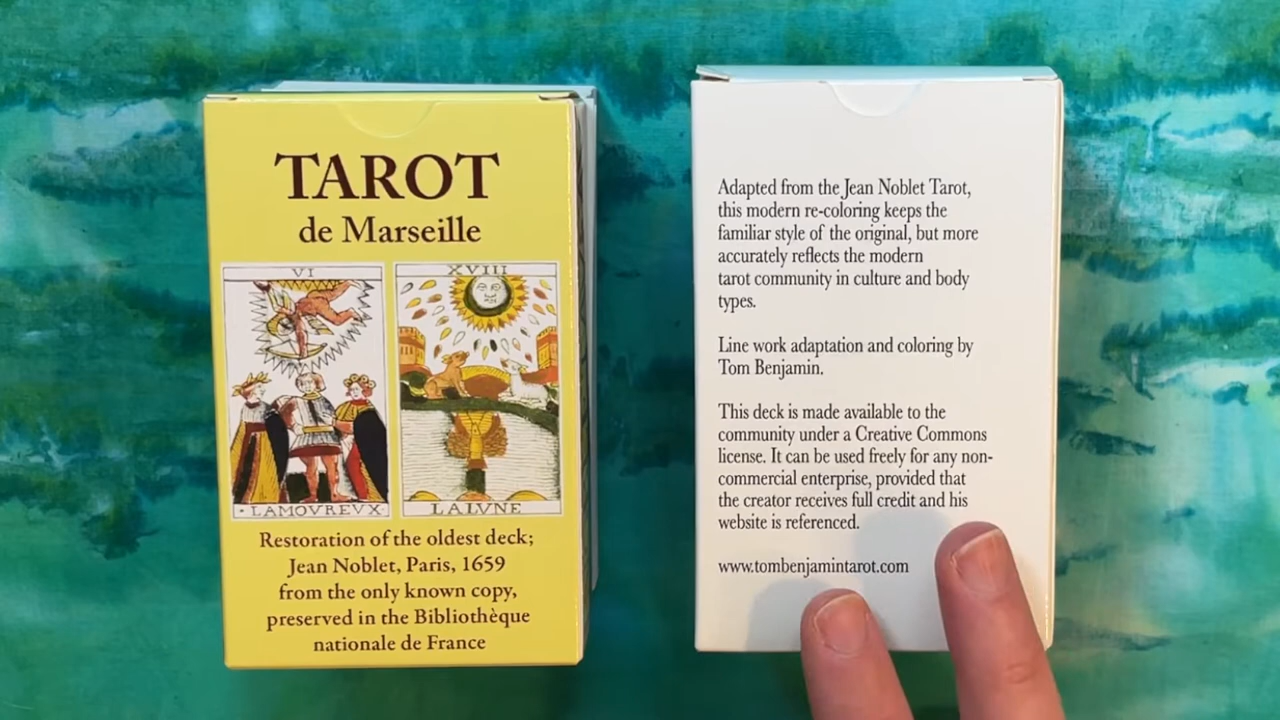 TAROT
de Marseille
VI
LAMOVREVX
XVIII
LALVNE
Restoration of the oldest deck;
Jean Noblet, Paris, 1659
from the only known copy,
preserved in the Bibliothèque
nationale de France
Adapted from the Jean Noblet Tarot,
this modern re-coloring keeps the
familiar style of the original, but more
accurately reflects the modern
tarot community in culture and body
types.
Line work adaptation and coloring by
Tom Benjamin.
This deck is made available to the
community under a Creative Commons
license. It can be used freely for any non-
commercial enterprise, provided that
the creator receives full credit and his
website is referenced.
www.tombenjamintarot.com